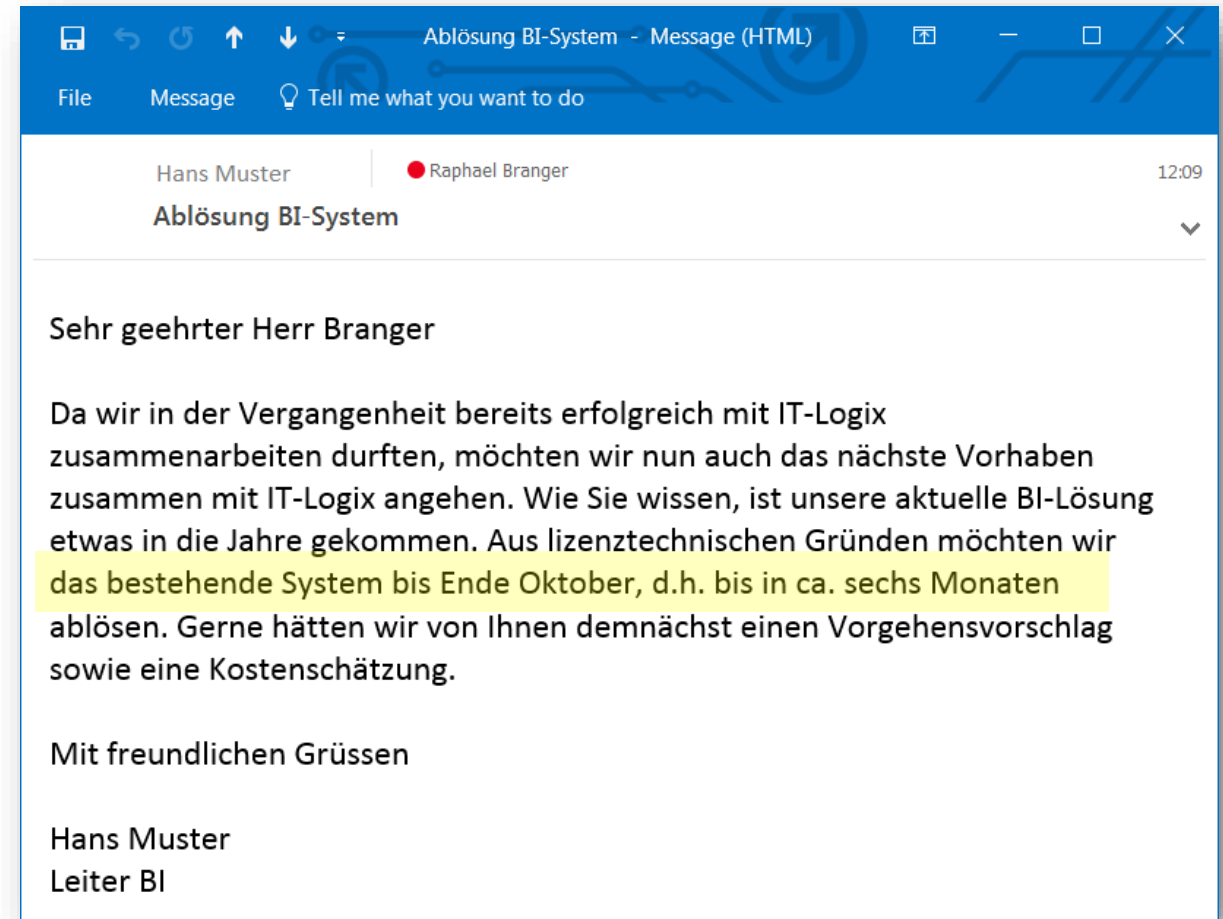 Ablösung BI-System - Message (HTML)
File Message Tell me what you want to do
Hans Muster Raphael Branger 12:09
Ablösung BI-System
Sehr geehrter Herr Branger
Da wir in der Vergangenheit bereits erfolgreich mit IT-Logix
zusammenarbeiten durften, möchten wir nun auch das nächste Vorhaben
zusammen mit IT-Logix angehen. Wie Sie wissen, ist unsere aktuelle BI-Lösung
etwas in die Jahre gekommen. Aus lizenztechnischen Gründen möchten wir
das bestehende System bis Ende Oktober, d.h. bis in ca. sechs Monaten
ablösen. Gerne hätten wir von Ihnen demnächst einen Vorgehensvorschlag
sowie eine Kostenschätzung.
Mit freundlichen Grüssen
Hans Muster
Leiter BI